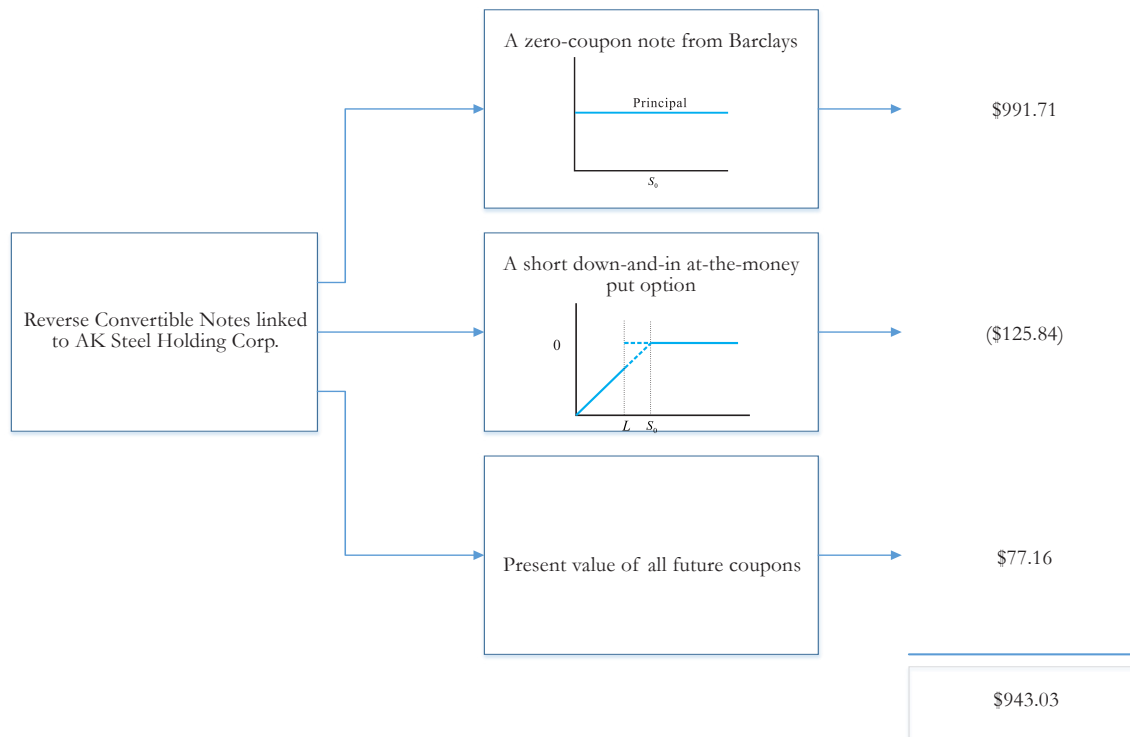 A zero-coupon note from Barclays
Principal
S₀
$991.71
Reverse Convertible Notes linked
to AK Steel Holding Corp.
A short down-and-in at-the-money
put option
0
L S₀
($125.84)
Present value of all future coupons
$77.16
$943.03